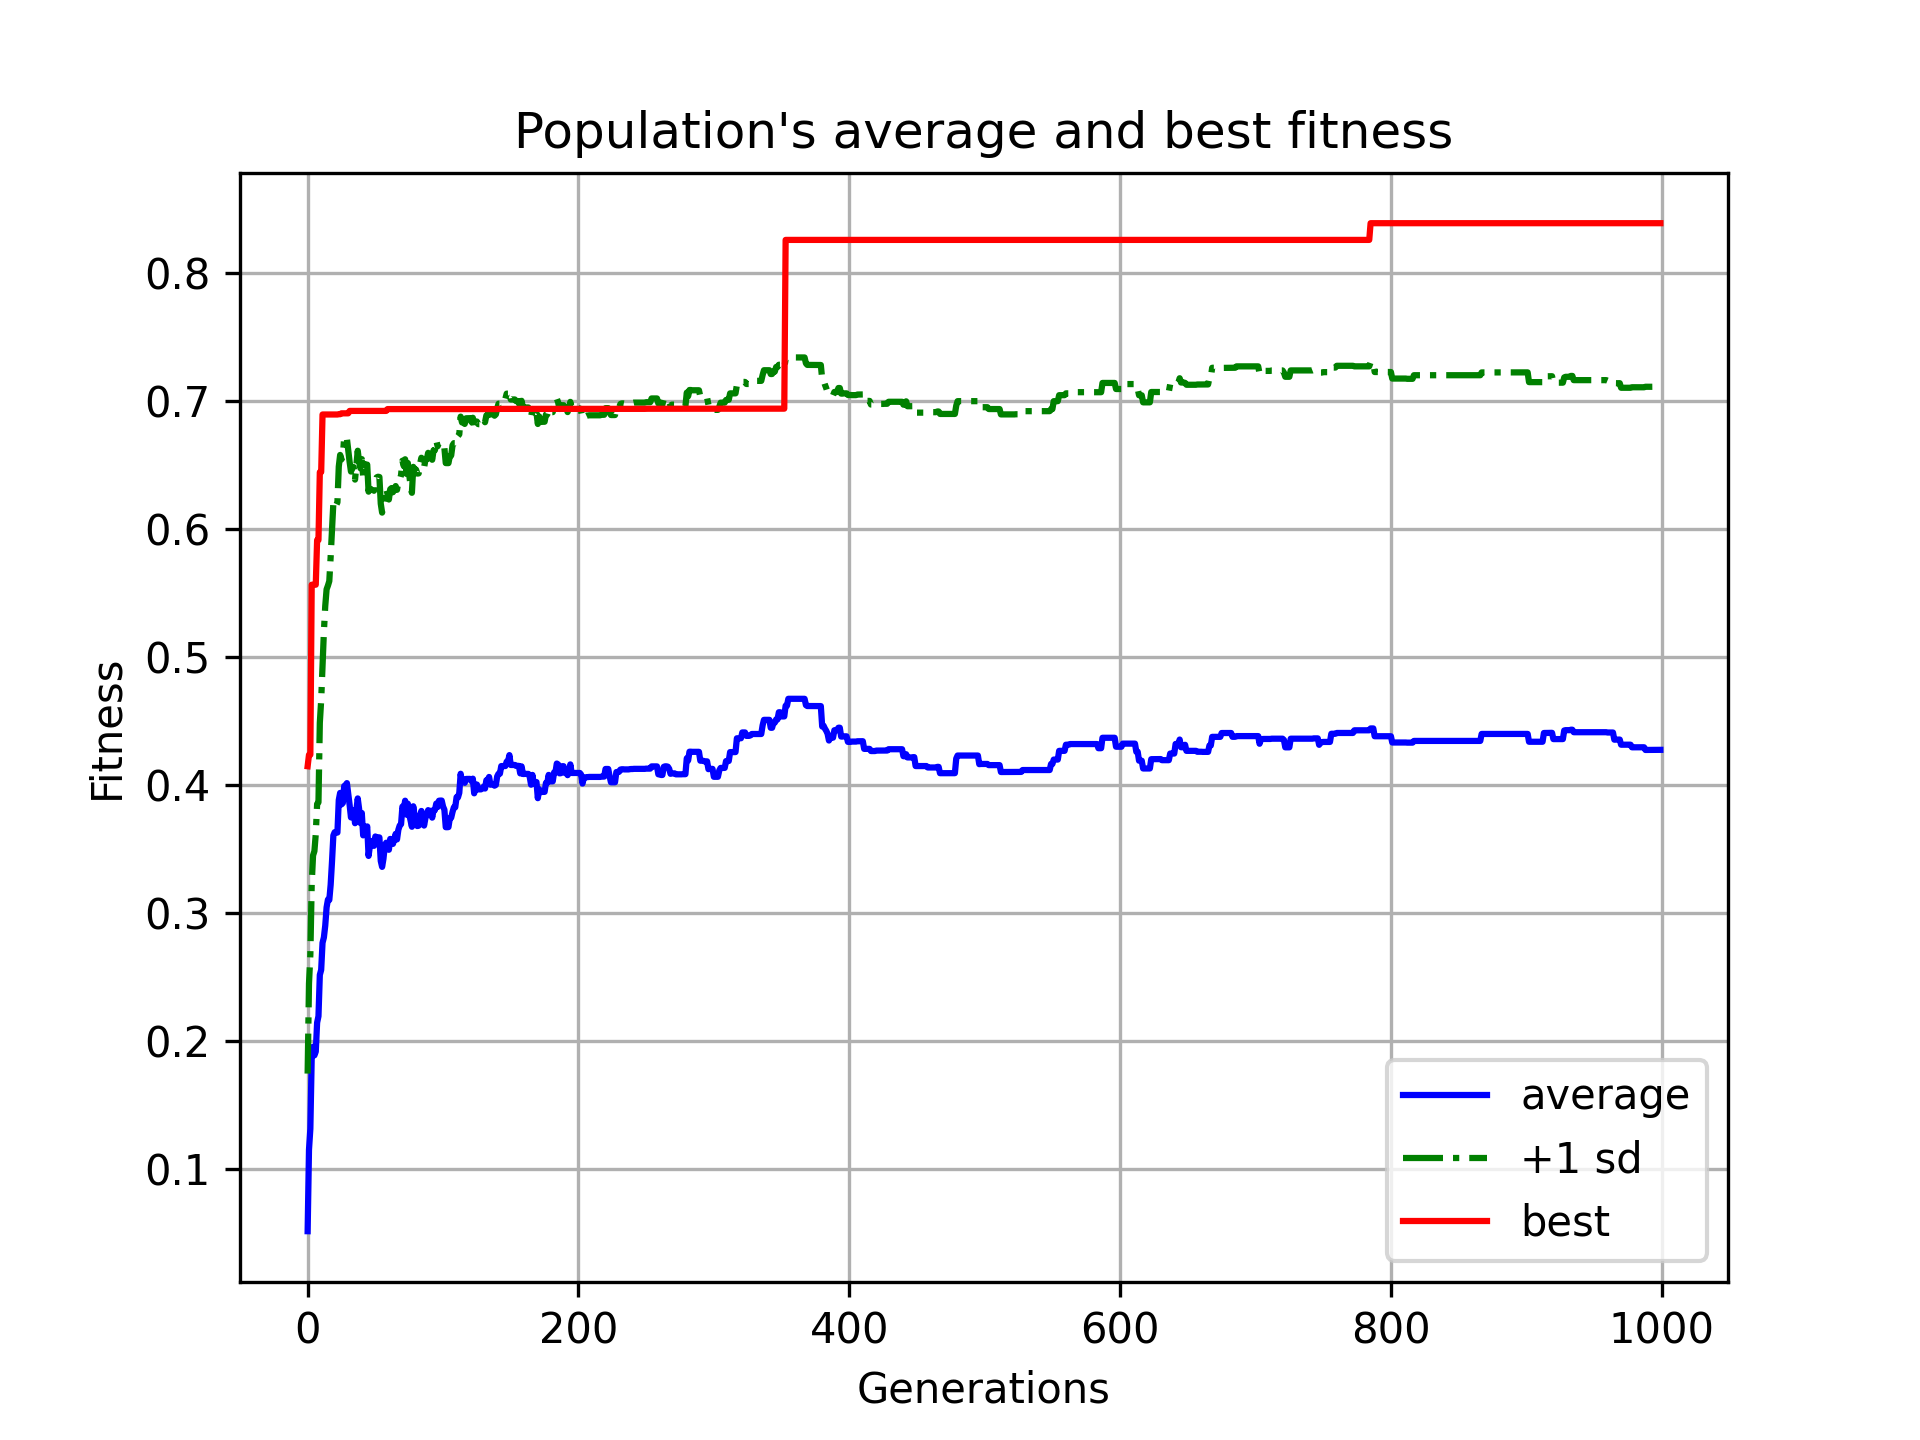 Population's average and best fitness
Fitness
0.8
0.7
0.6
0.5
0.4
0.3
0.2
0.1
0 200 400 600 800 1000
Generations
average
+1 sd
best